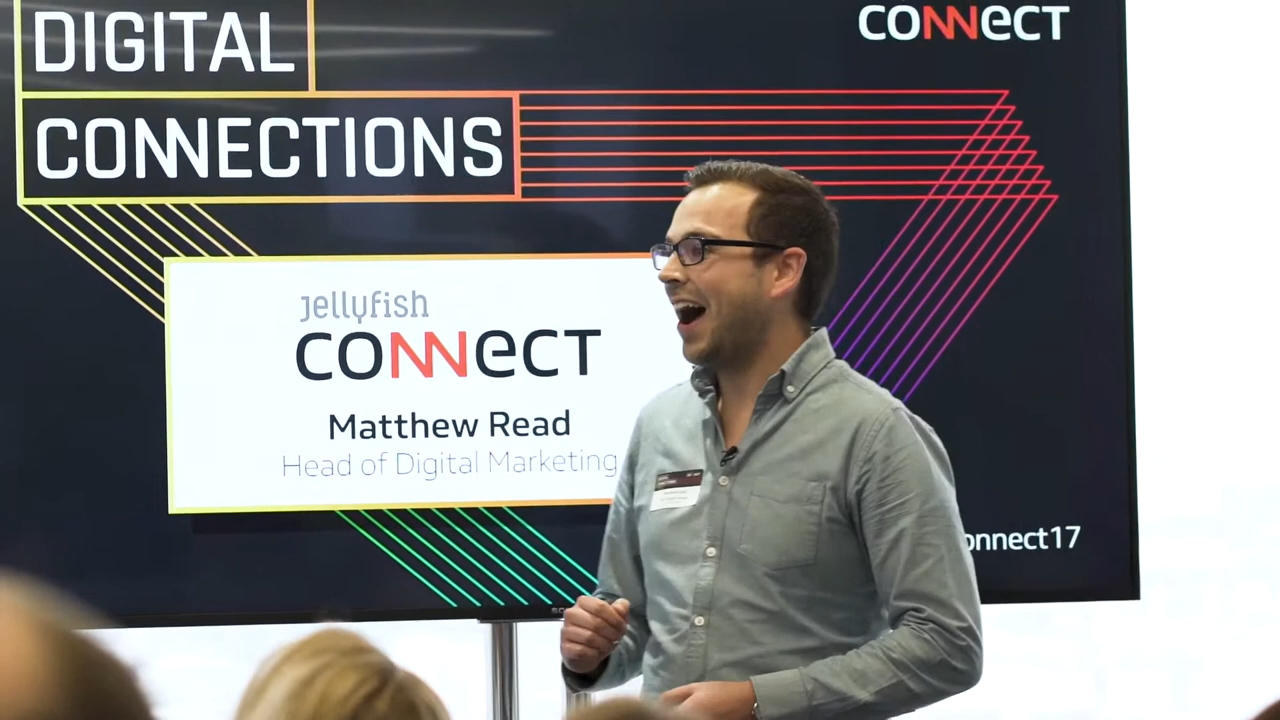 DIGITAL
CONNECTIONS
CONNECT
jellyfish
CONNECT
Matthew Read
Head of Digital Marketing
onnect17